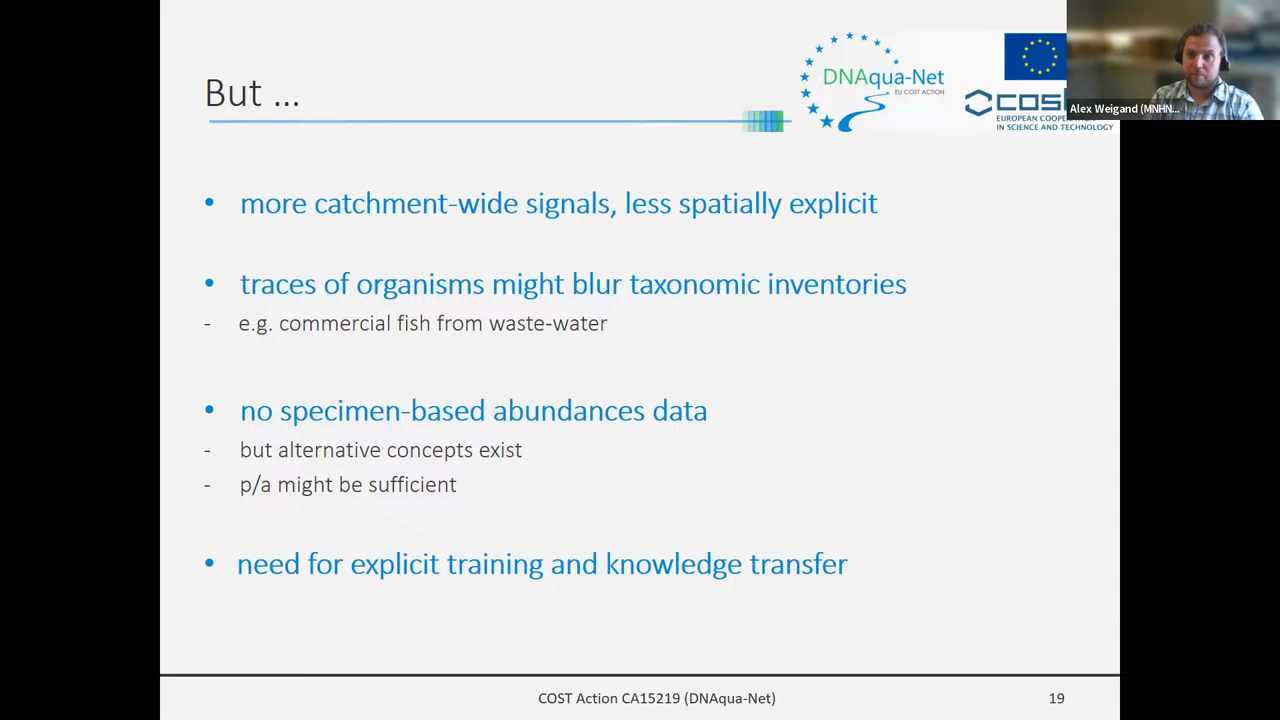 But ...
DNAqua-Net
EU COST ACTION
EUROPEAN COOPERATION
IN SCIENCE AND TECHNOLOGY
Alex Weigand (MNHN...
• more catchment-wide signals, less spatially explicit
• traces of organisms might blur taxonomic inventories
- e.g. commercial fish from waste-water
• no specimen-based abundances data
- but alternative concepts exist
- p/a might be sufficient
• need for explicit training and knowledge transfer
COST Action CA15219 (DNAqua-Net)
19